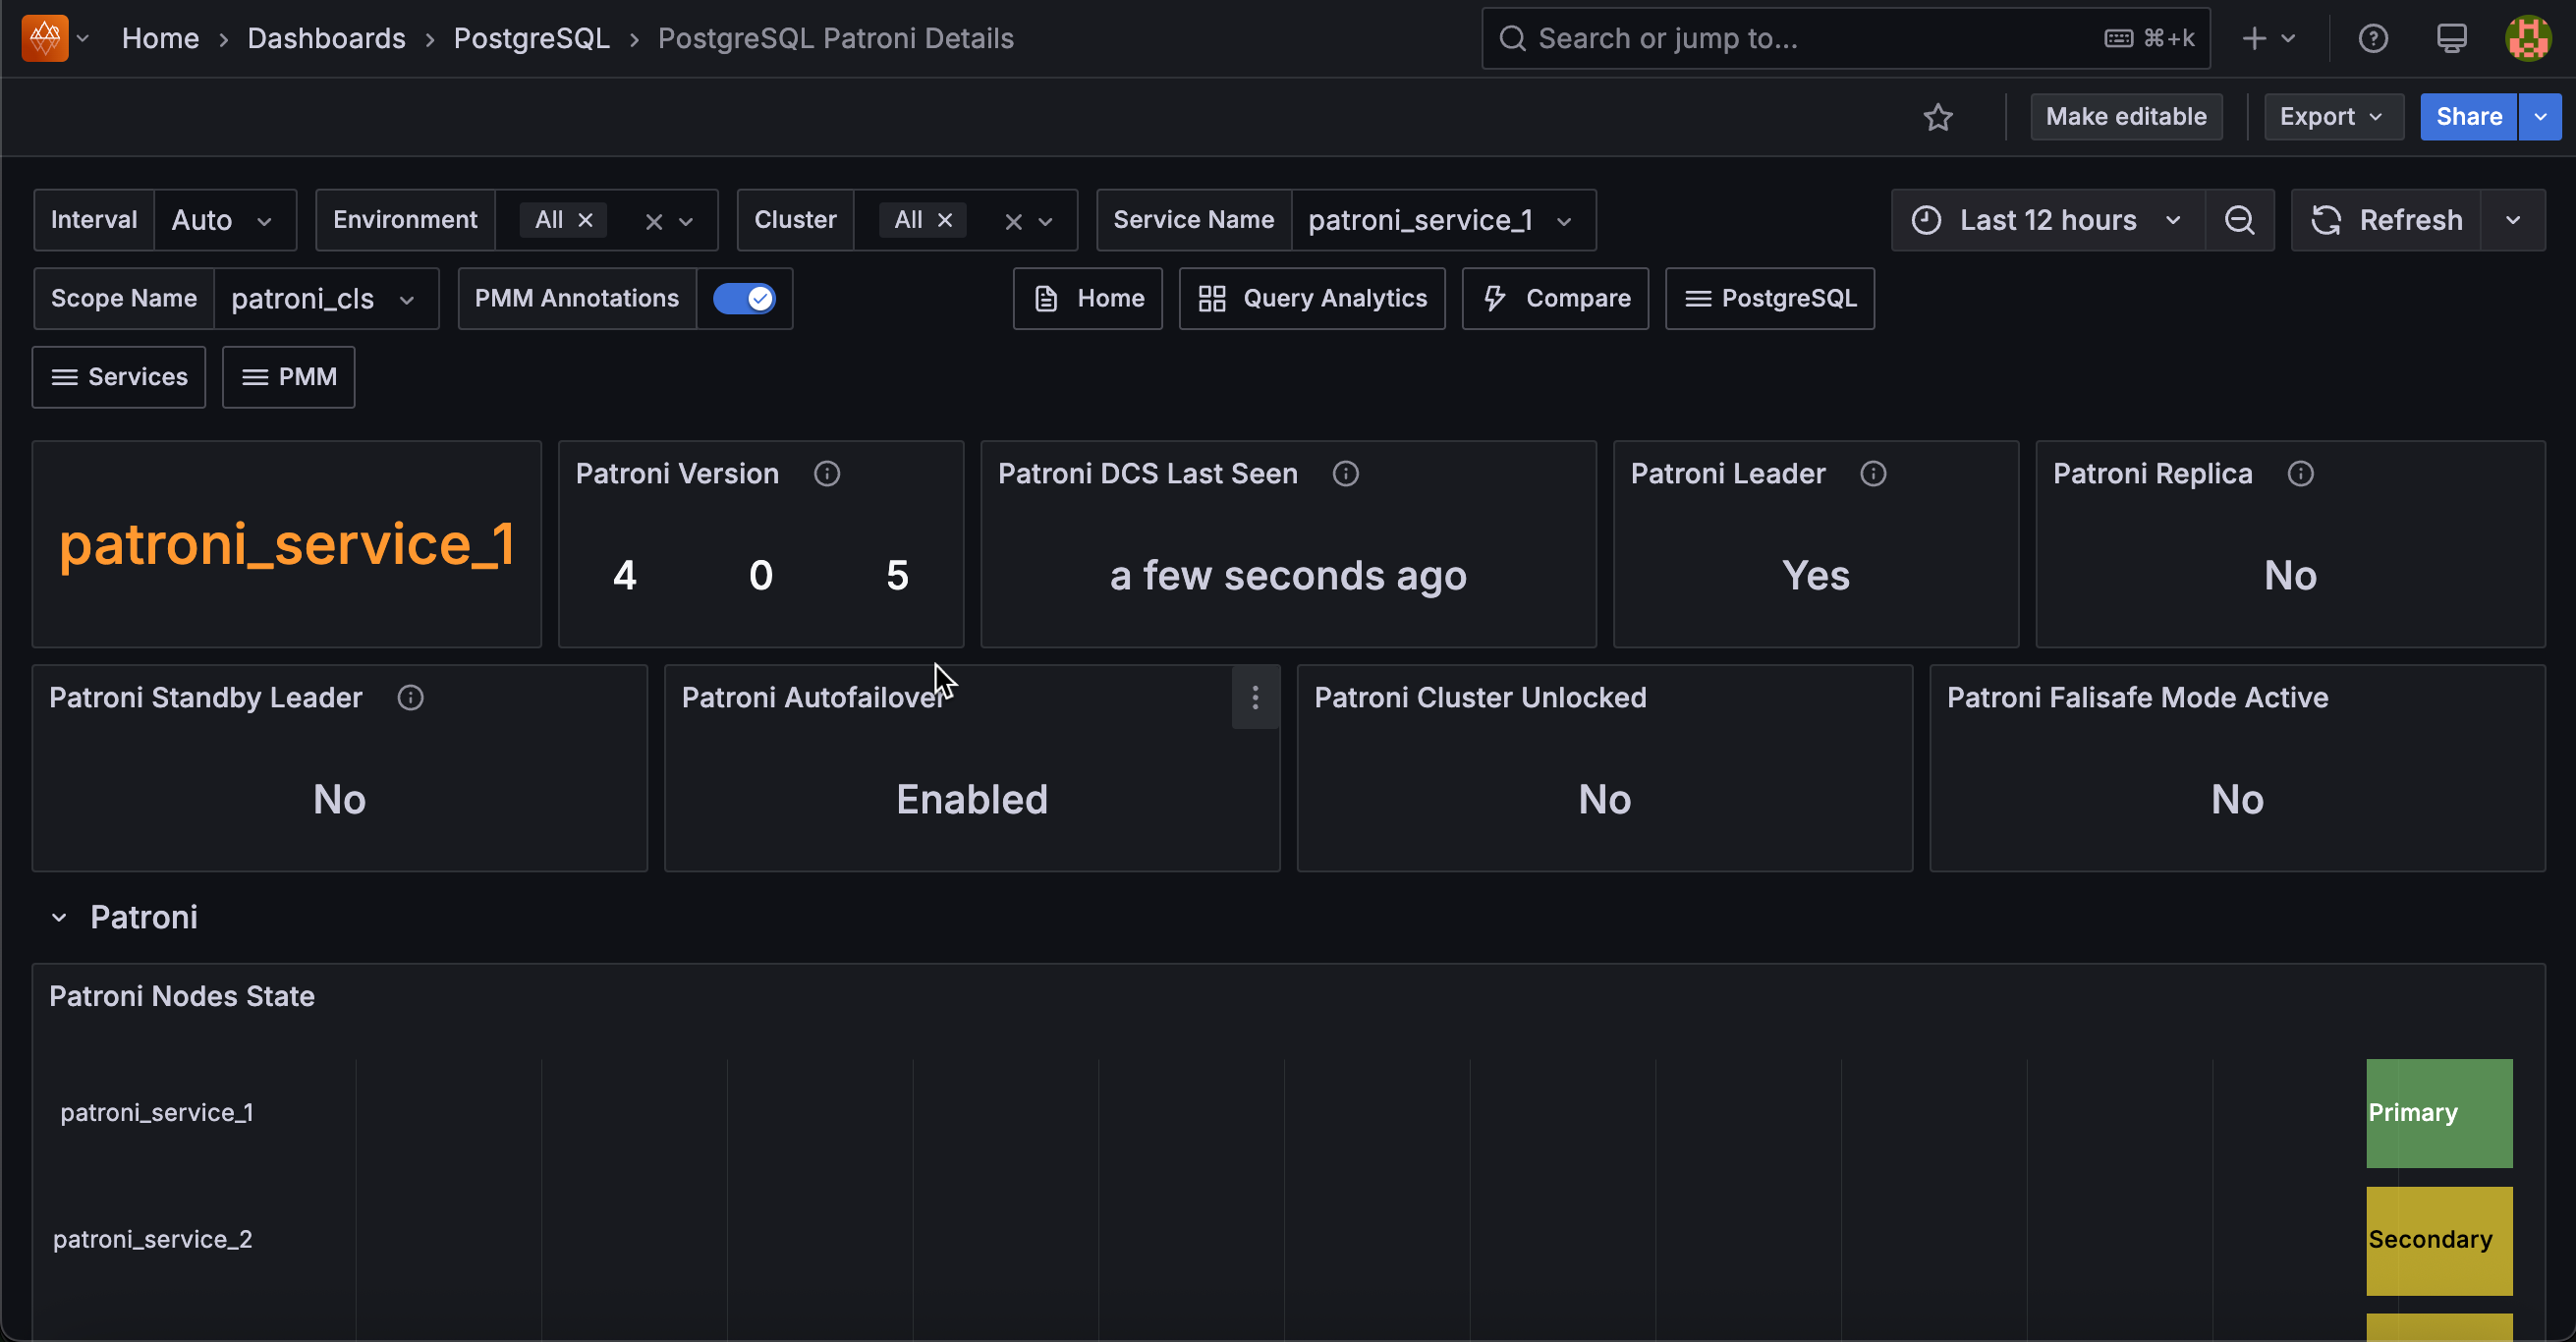 Home › Dashboards › PostgreSQL › PostgreSQL Patroni Details
Search or jump to...
⌘+k
Make editable
Export
Share
Interval Auto
Environment All
Cluster All
Service Name patroni_service_1
Last 12 hours
Refresh
Scope Name patroni_cls
PMM Annotations
Home
Query Analytics
Compare
PostgreSQL
Services
PMM
patroni_service_1
Patroni Version
4 0 5
Patroni DCS Last Seen
a few seconds ago
Patroni Leader
Yes
Patroni Replica
No
Patroni Standby Leader
No
Patroni Autofailover
Enabled
Patroni Cluster Unlocked
No
Patroni Falisafe Mode Active
No
Patroni
Patroni Nodes State
patroni_service_1
Primary
patroni_service_2
Secondary